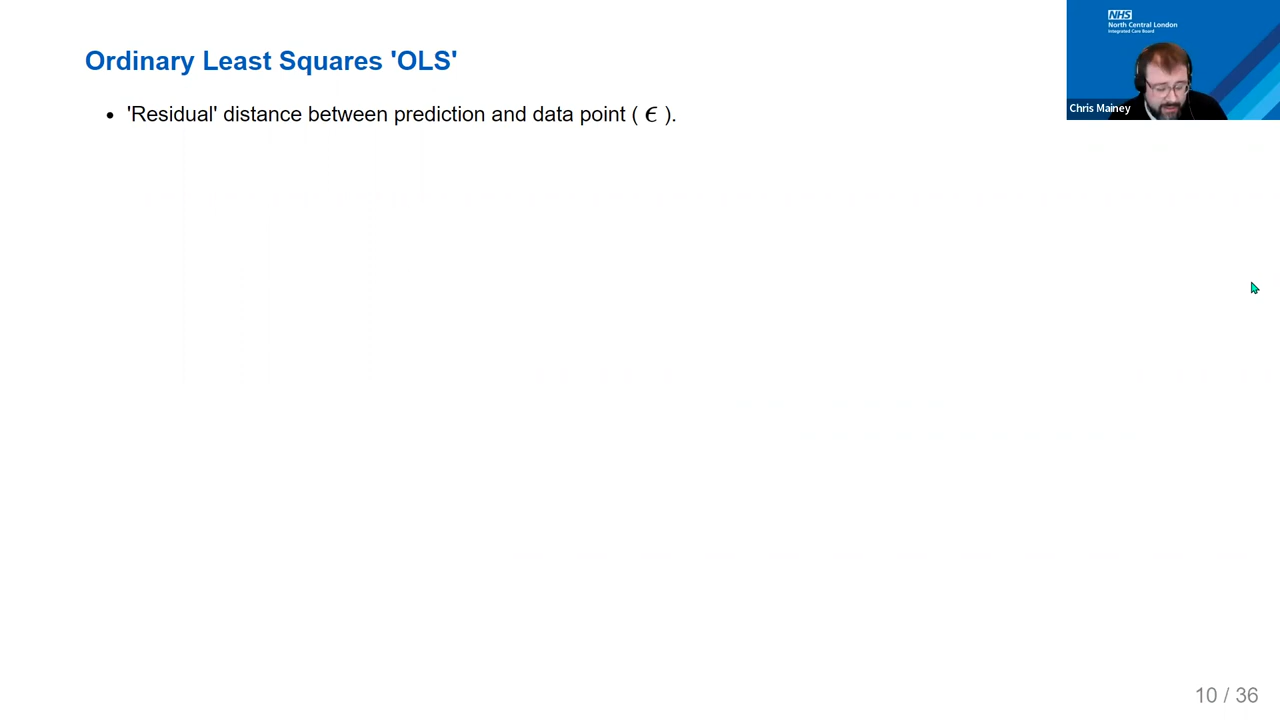 Ordinary Least Squares 'OLS'
• 'Residual' distance between prediction and data point ( ϵ ).
NHS
North Central London
Integrated Care Board
Chris Mainey
10 / 36